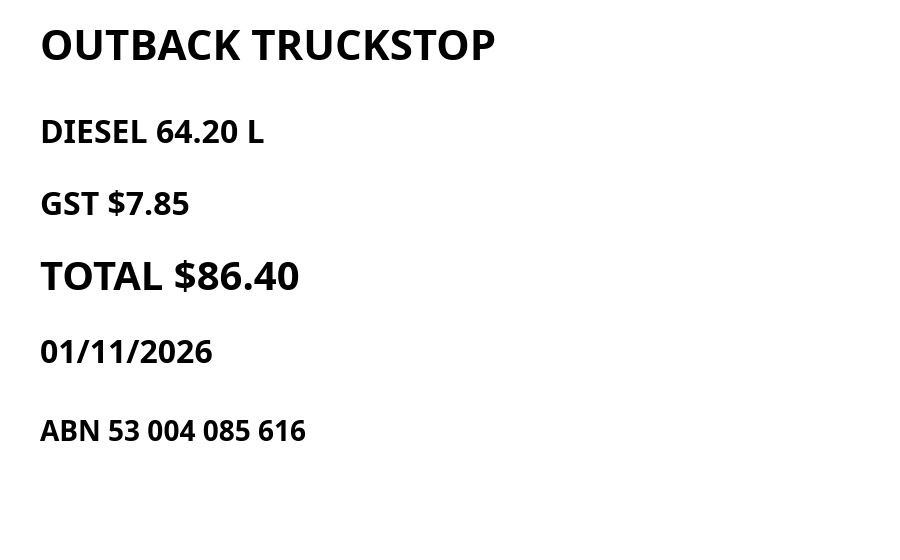 OUTBACK TRUCKSTOP
DIESEL 64.20 L
GST $7.85
TOTAL $86.40
01/11/2026
ABN 53 004 085 616